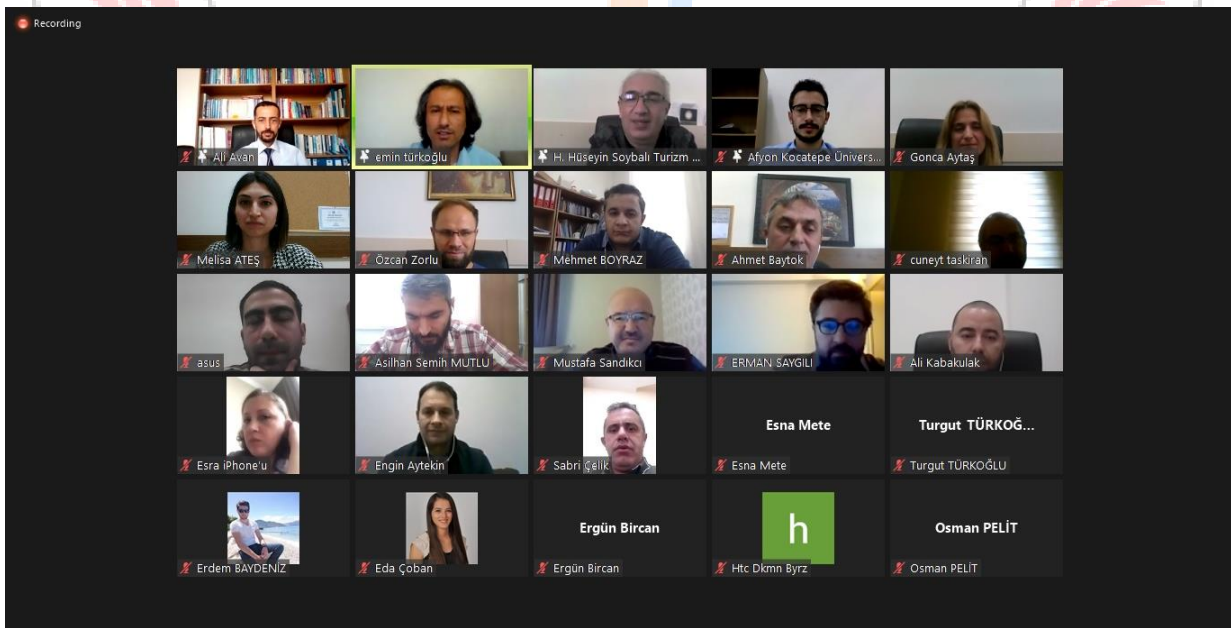 Recording
Ali Avan
emin türkoğlu
H. Hüseyin Soybalı Turizm ...
Afyon Kocatepe Ünivers...
Gonca Aytaş
Melisa ATEŞ
Özcan Zorlu
Mehmet BOYRAZ
Ahmet Baytok
cuneyt taskiran
asus
Asilhan Semih MUTLU
Mustafa Sandıkcı
ERMAN SAYGILI
Ali Kabakulak
Esra iPhone'u
Engin Aytekin
Sabri Çelik
Esna Mete
Esna Mete
Turgut TÜRKOĞ...
Turgut TÜRKOĞLU
Erdem BAYDENİZ
Eda Çoban
Ergün Bircan
Ergün Bircan
h
Htc Dkmn Byrz
Osman PELİT
Osman PELİT